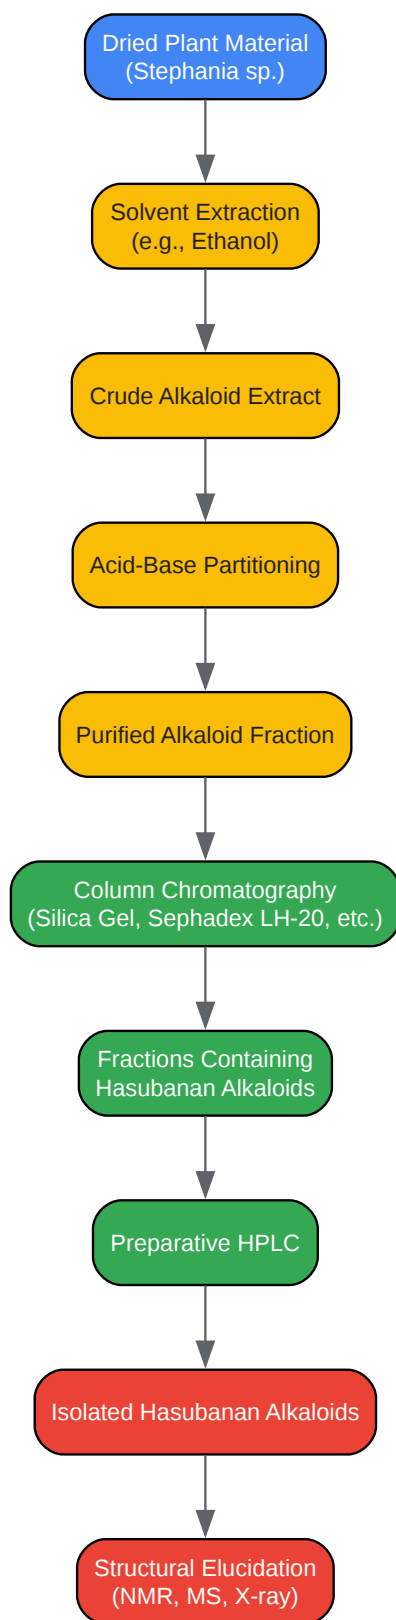 Dried Plant Material
(Stephania sp.)
Solvent Extraction
(e.g., Ethanol)
Crude Alkaloid Extract
Acid-Base Partitioning
Purified Alkaloid Fraction
Column Chromatography
(Silica Gel, Sephadex LH-20, etc.)
Fractions Containing
Hasubanan Alkaloids
Preparative HPLC
Isolated Hasubanan Alkaloids
Structural Elucidation
(NMR, MS, X-ray)